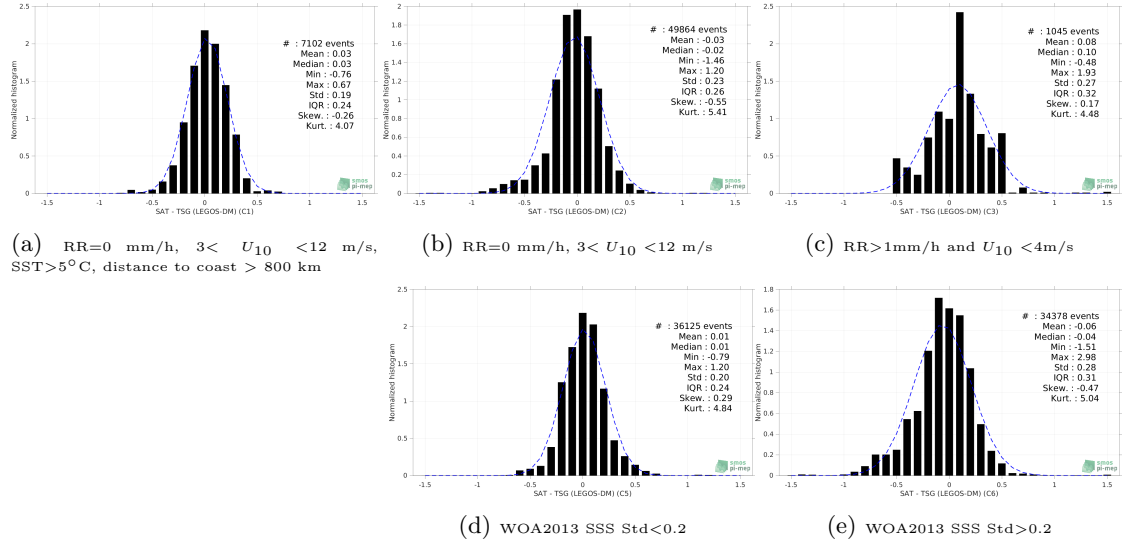 Normalized histogram
2.5
2
1.5
1
0.5
0
# : 7102 events
Mean : 0.03
Median : 0.03
Min : -0.76
Max : 0.67
Std : 0.19
IQR : 0.24
Skew. : -0.26
Kurt. : 4.07
smos
pi-mep
-1.5 -1 -0.5 0 0.5 1 1.5
SAT - TSG (LEGOS-DM) (C1)
(a) RR=0 mm/h, 3< U10 <12 m/s,
SST>5°C, distance to coast > 800 km
Normalized histogram
2
1.8
1.6
1.4
1.2
1
0.8
0.6
0.4
0.2
0
# : 49864 events
Mean : -0.03
Median : -0.02
Min : -1.46
Max : 1.20
Std : 0.23
IQR : 0.26
Skew. : -0.55
Kurt. : 5.41
smos
pi-mep
-1.5 -1 -0.5 0 0.5 1 1.5
SAT - TSG (LEGOS-DM) (C2)
(b) RR=0 mm/h, 3< U10 <12 m/s
Normalized histogram
2.5
2
1.5
1
0.5
0
# : 1045 events
Mean : 0.08
Median : 0.10
Min : -0.48
Max : 1.93
Std : 0.27
IQR : 0.32
Skew. : 0.17
Kurt. : 4.48
smos
pi-mep
-1.5 -1 -0.5 0 0.5 1 1.5
SAT - TSG (LEGOS-DM) (C3)
(c) RR>1mm/h and U10 <4m/s
Normalized histogram
2.5
2
1.5
1
0.5
0
# : 36125 events
Mean : 0.01
Median : 0.01
Min : -0.79
Max : 1.20
Std : 0.20
IQR : 0.24
Skew. : 0.29
Kurt. : 4.84
smos
pi-mep
-1.5 -1 -0.5 0 0.5 1 1.5
SAT - TSG (LEGOS-DM) (C5)
(d) WOA2013 SSS Std<0.2
Normalized histogram
1.8
1.6
1.4
1.2
1
0.8
0.6
0.4
0.2
0
# : 34378 events
Mean : -0.06
Median : -0.04
Min : -1.51
Max : 2.98
Std : 0.28
IQR : 0.31
Skew. : -0.47
Kurt. : 5.04
smos
pi-mep
-1.5 -1 -0.5 0 0.5 1 1.5
SAT - TSG (LEGOS-DM) (C6)
(e) WOA2013 SSS Std>0.2